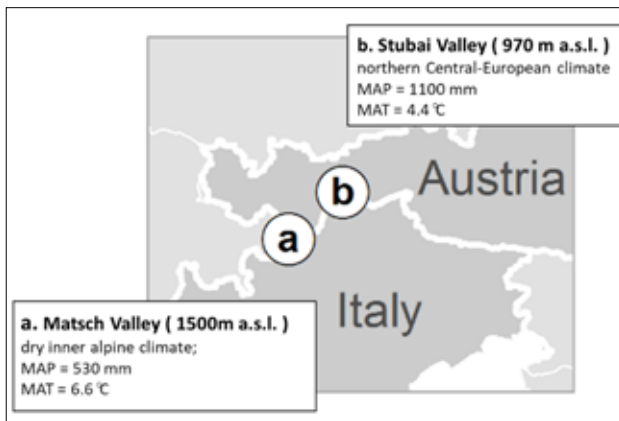 b. Stubai Valley ( 970 m a.s.l. )
northern Central-European climate
MAP = 1100 mm
MAT = 4.4 ℃
Austria
b
a
Italy
a. Matsch Valley ( 1500m a.s.l. )
dry inner alpine climate;
MAP = 530 mm
MAT = 6.6 ℃